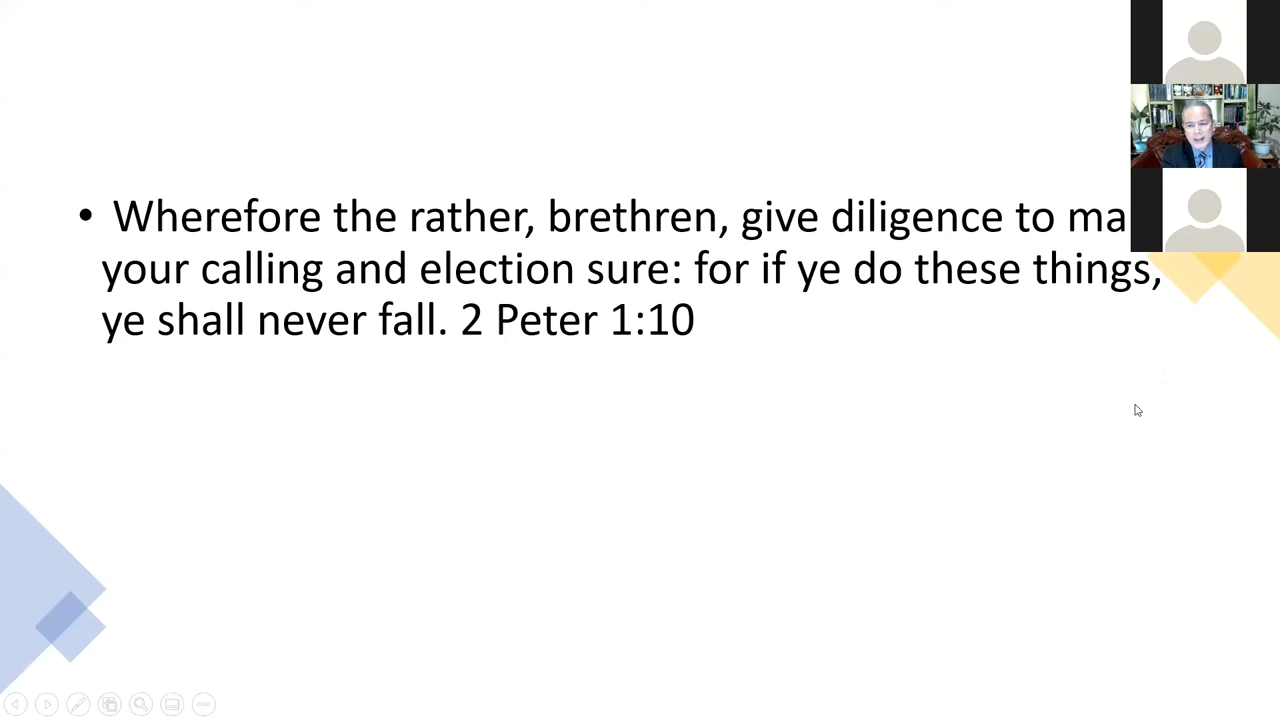 • Wherefore the rather, brethren, give diligence to ma
your calling and election sure: for if ye do these things,
ye shall never fall. 2 Peter 1:10